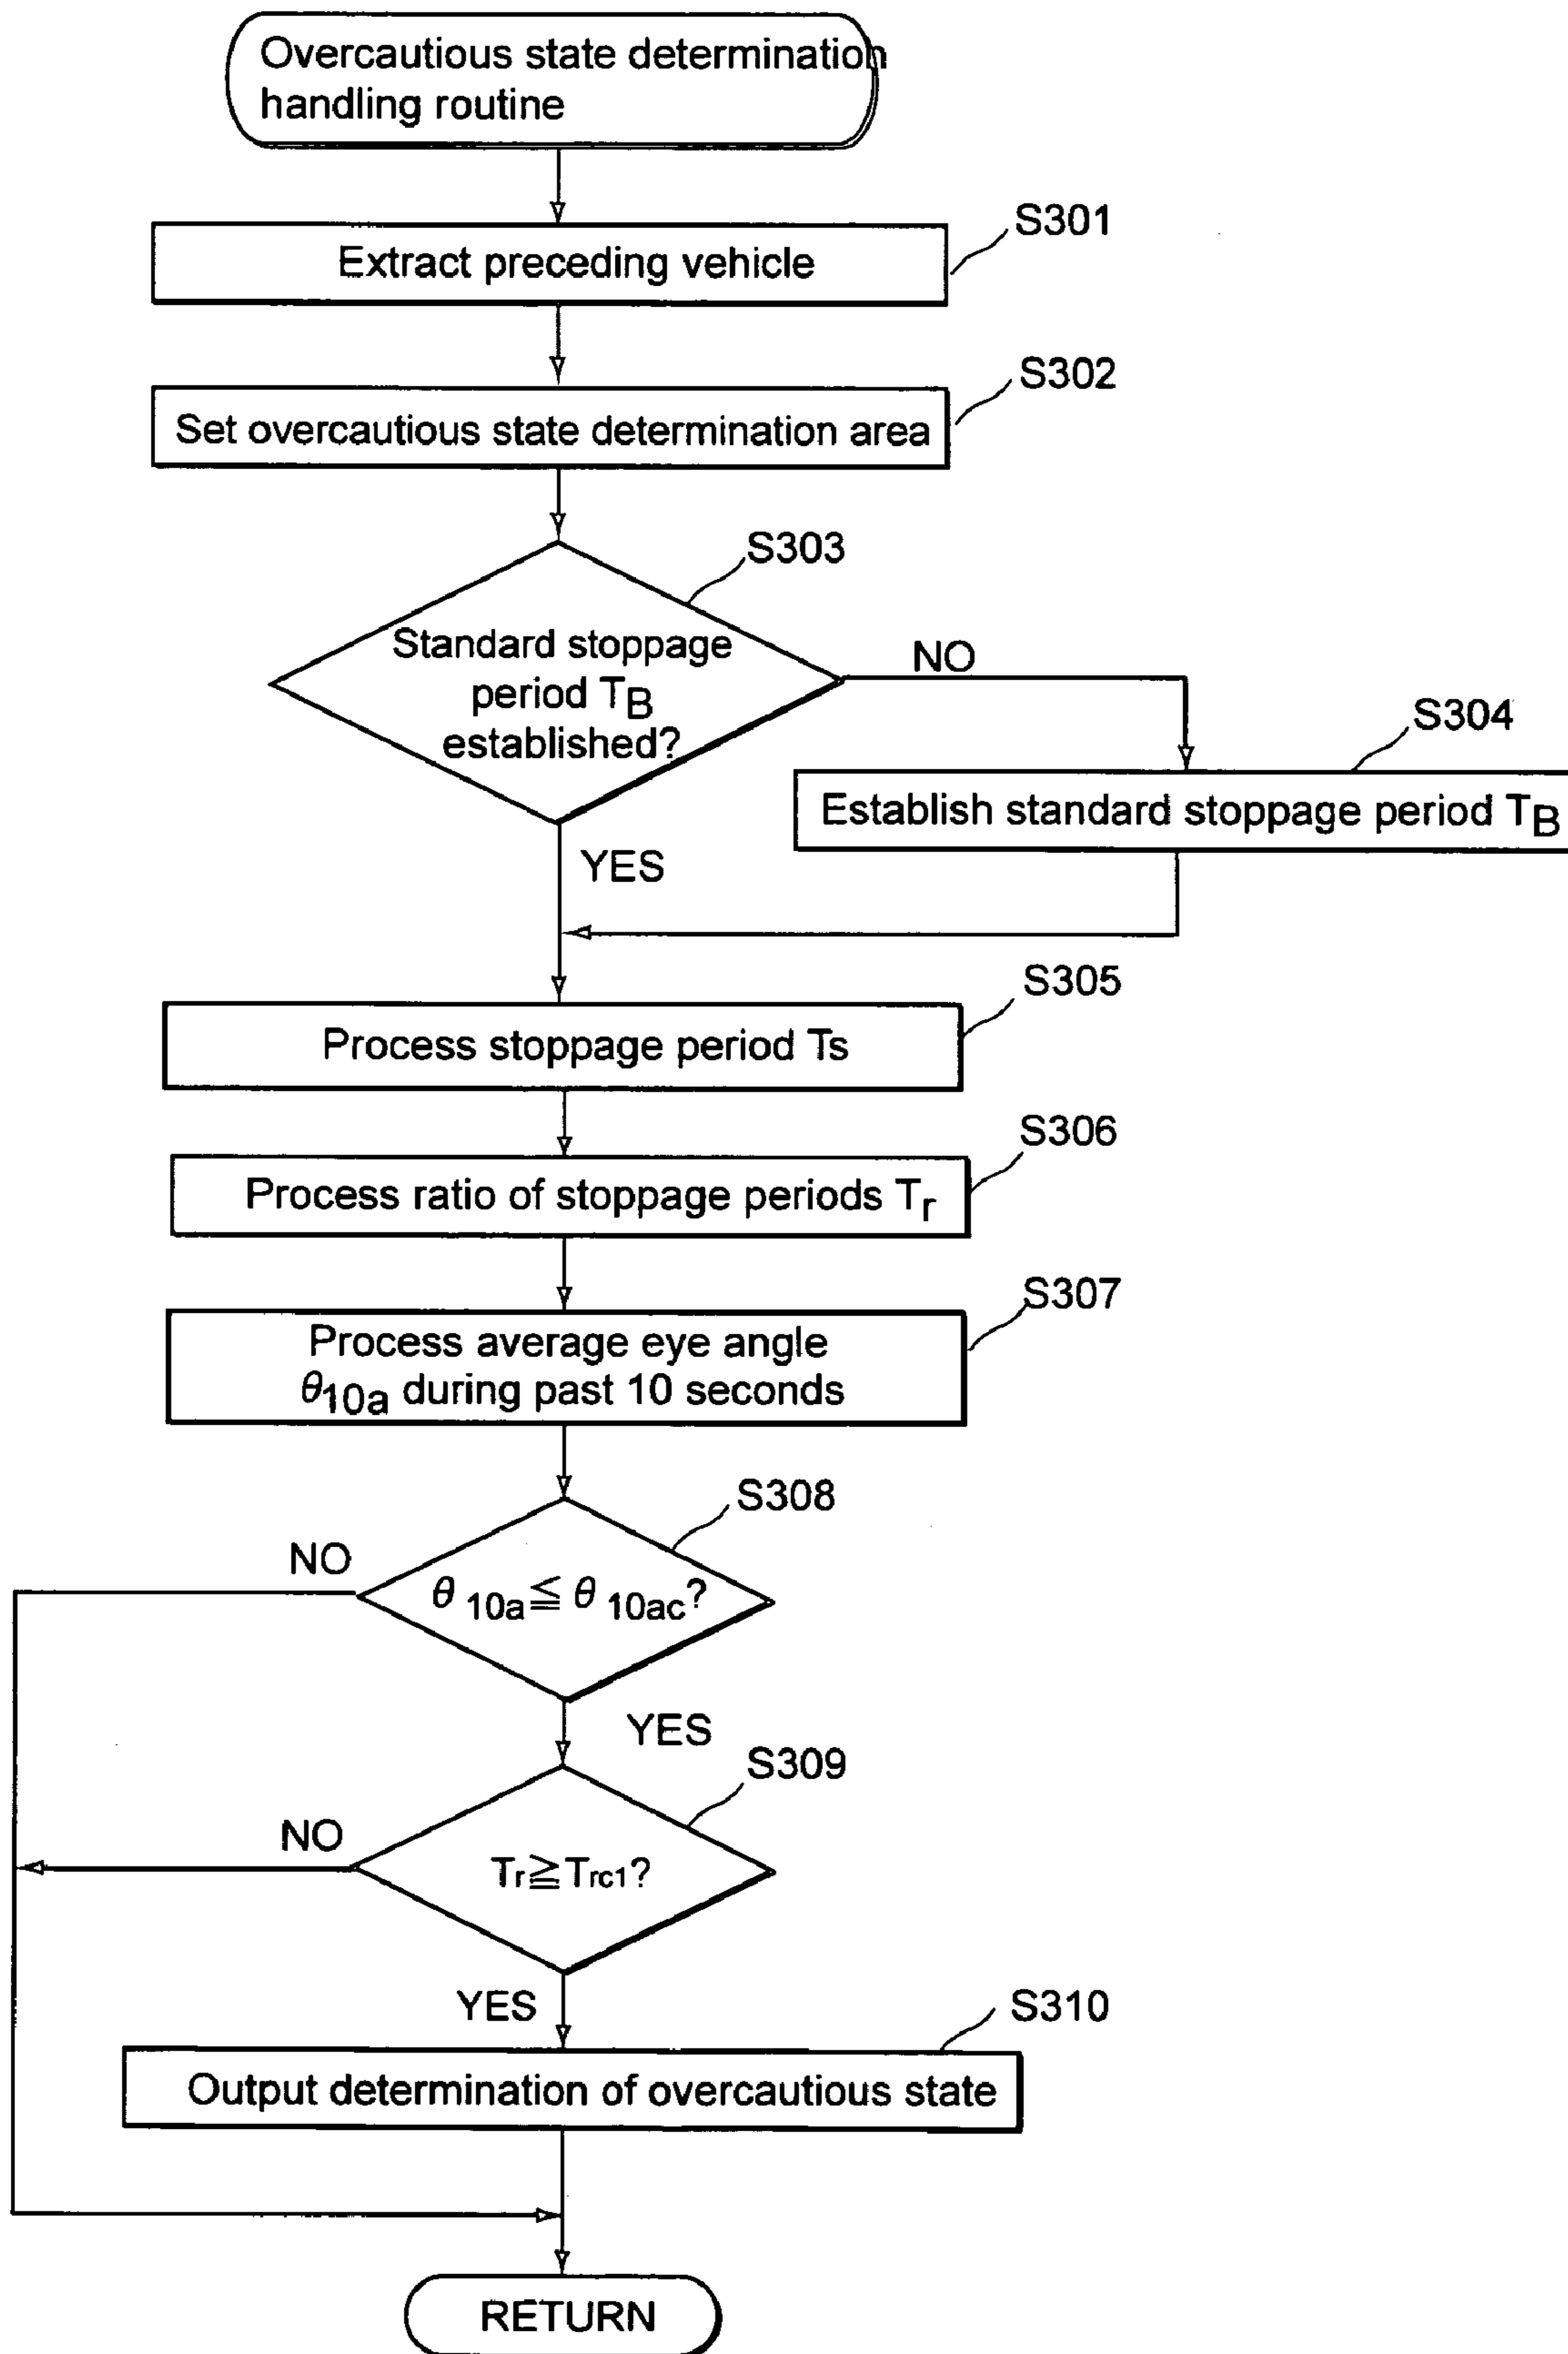 Overcautious state determination
handling routine
S301
Extract preceding vehicle
S302
Set overcautious state determination area
S303
Standard stoppage
period TB
established?
NO
S304
Establish standard stoppage period TB
YES
S305
Process stoppage period Ts
S306
Process ratio of stoppage periods Tr
S307
Process average eye angle
θ10a during past 10 seconds
S308
NO
θ 10a ≦ θ 10ac?
YES
S309
NO
Tr≧Trc1?
YES
S310
Output determination of overcautious state
RETURN